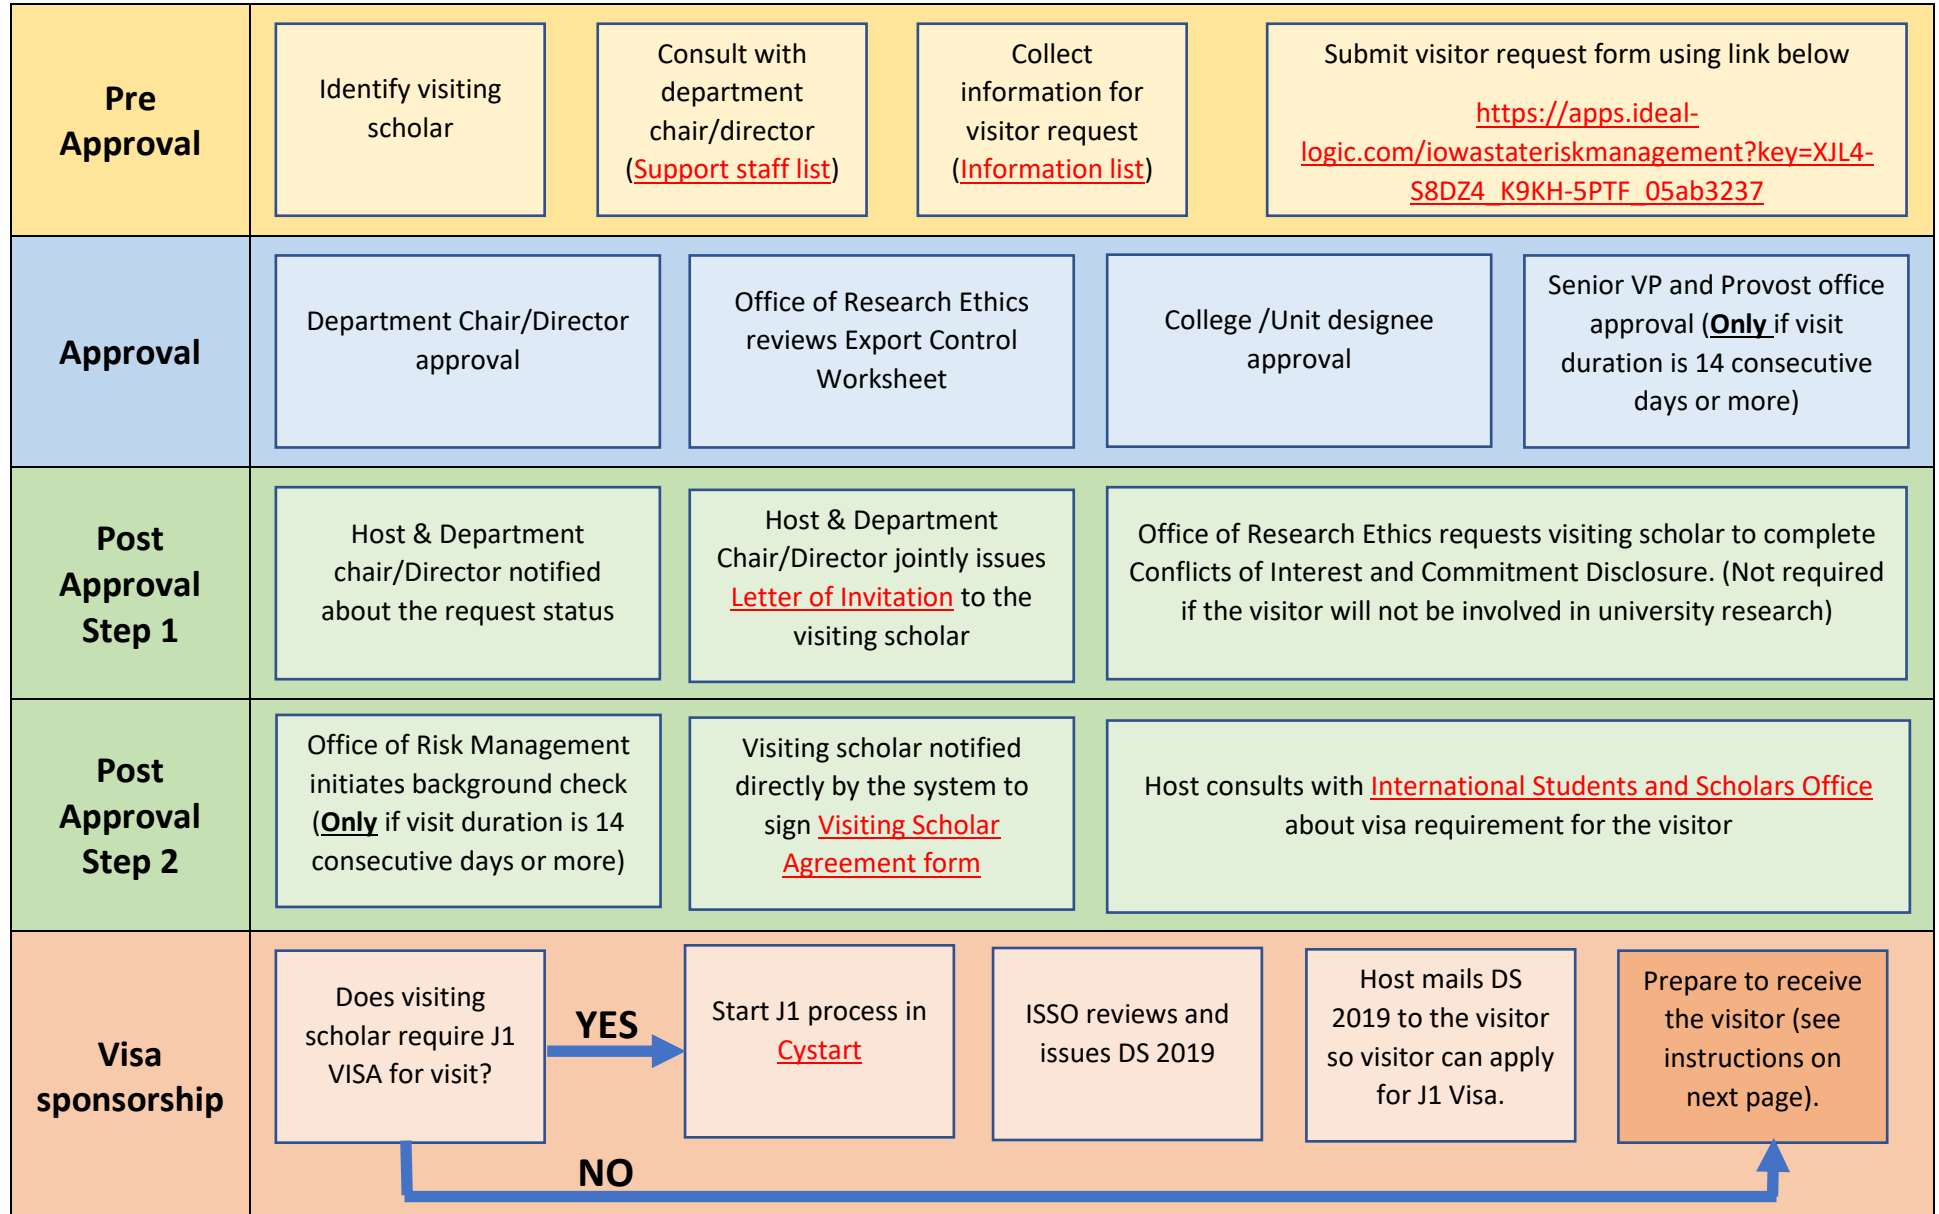 Pre
Approval
Identify visiting
scholar
Consult with
department
chair/director
(Support staff list)
Collect
information for
visitor request
(Information list)
Submit visitor request form using link below
https://apps.ideal-
logic.com/iowastateriskmanagement?key=XJL4-
S8DZ4_K9KH-5PTF_05ab3237
Approval
Department Chair/Director
approval
Office of Research Ethics
reviews Export Control
Worksheet
College /Unit designee
approval
Senior VP and Provost office
approval (Only if visit
duration is 14 consecutive
days or more)
Post
Approval
Step 1
Host & Department
chair/Director notified
about the request status
Host & Department
Chair/Director jointly issues
Letter of Invitation to the
visiting scholar
Office of Research Ethics requests visiting scholar to complete
Conflicts of Interest and Commitment Disclosure. (Not required
if the visitor will not be involved in university research)
Post
Approval
Step 2
Office of Risk Management
initiates background check
(Only if visit duration is 14
consecutive days or more)
Visiting scholar notified
directly by the system to
sign Visiting Scholar
Agreement form
Host consults with International Students and Scholars Office
about visa requirement for the visitor
Visa
sponsorship
Does visiting
scholar require J1
VISA for visit?
YES
Start J1 process in
Cystart
ISSO reviews and
issues DS 2019
Host mails DS
2019 to the visitor
so visitor can apply
for J1 Visa.
Prepare to receive
the visitor (see
instructions on
next page).
NO